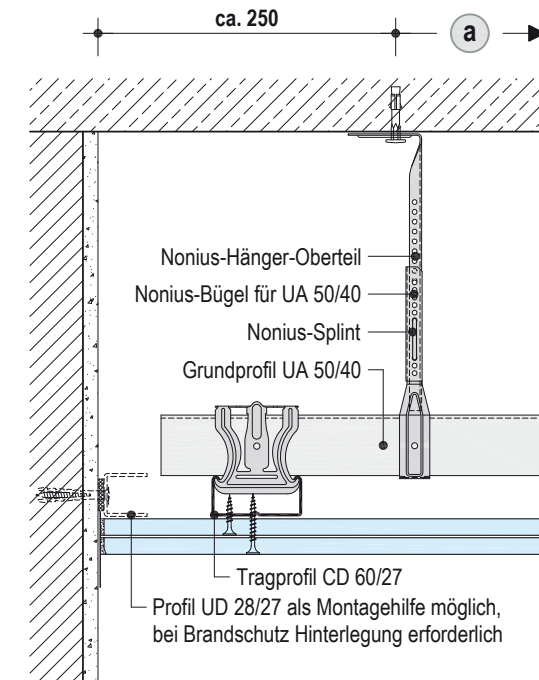 ca. 250
a
Nonius-Hänger-Oberteil
Nonius-Bügel für UA 50/40
Nonius-Splint
Grundprofil UA 50/40
Tragprofil CD 60/27
Profil UD 28/27 als Montagehilfe möglich,
bei Brandschutz Hinterlegung erforderlich